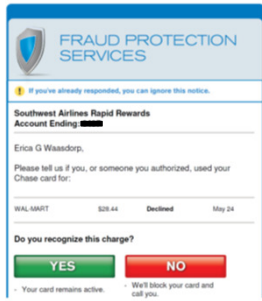 FRAUD PROTECTION
SERVICES
If you've already responded, you can ignore this notice.
Southwest Airlines Rapid Rewards
Account Ending:
Erica G Waasdorp,
Please tell us if you, or someone you authorized, used your
Chase card for:
WAL-MART $28.44 Declined May 24
Do you recognize this charge?
YES NO
- Your card remains active. - We'll block your card and
call you.